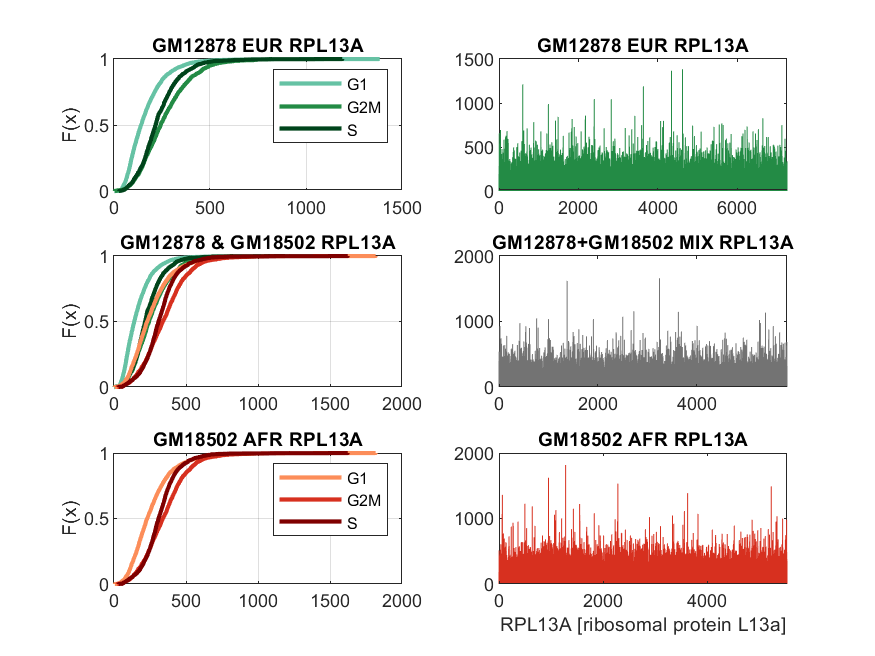 GM12878 EUR RPL13A
F(x)
1
0.5
0
0 500 1000 1500
G1
G2M
S
GM12878 EUR RPL13A
1500
1000
500
0
0 2000 4000 6000
GM12878 & GM18502 RPL13A
F(x)
1
0.5
0
0 500 1000 1500 2000
GM12878+GM18502 MIX RPL13A
2000
1000
0
0 2000 4000
GM18502 AFR RPL13A
F(x)
1
0.5
0
0 500 1000 1500 2000
G1
G2M
S
GM18502 AFR RPL13A
2000
1000
0
0 2000 4000
RPL13A [ribosomal protein L13a]